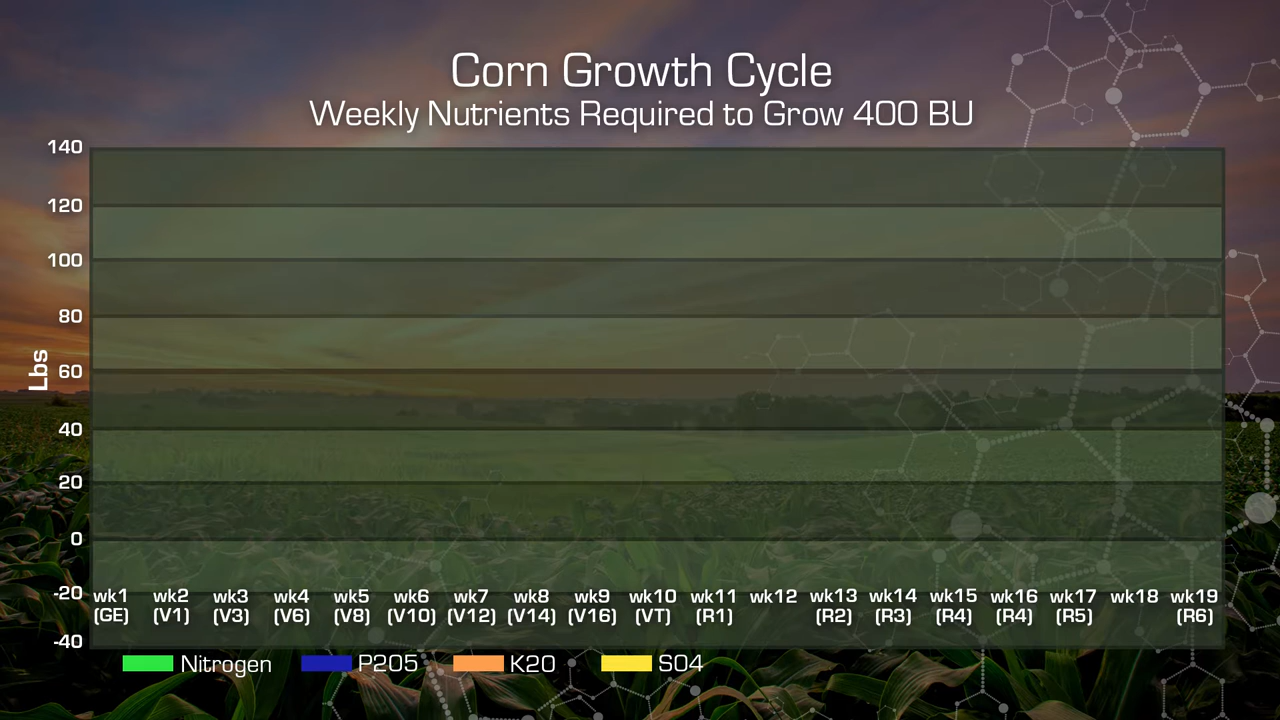 Corn Growth Cycle
Weekly Nutrients Required to Grow 400 BU
140
120
100
80
60
40
20
0
-20
-40
Lbs
wk1 wk2 wk3 wk4 wk5 wk6 wk7 wk8 wk9 wk10 wk11 wk12 wk13 wk14 wk15 wk16 wk17 wk18 wk19
(GE) (V1) (V3) (V6) (V8) (V10) (V12) (V14) (V16) (VT) (R1) (R2) (R3) (R4) (R4) (R5) (R6)
Nitrogen P205 K20 S04